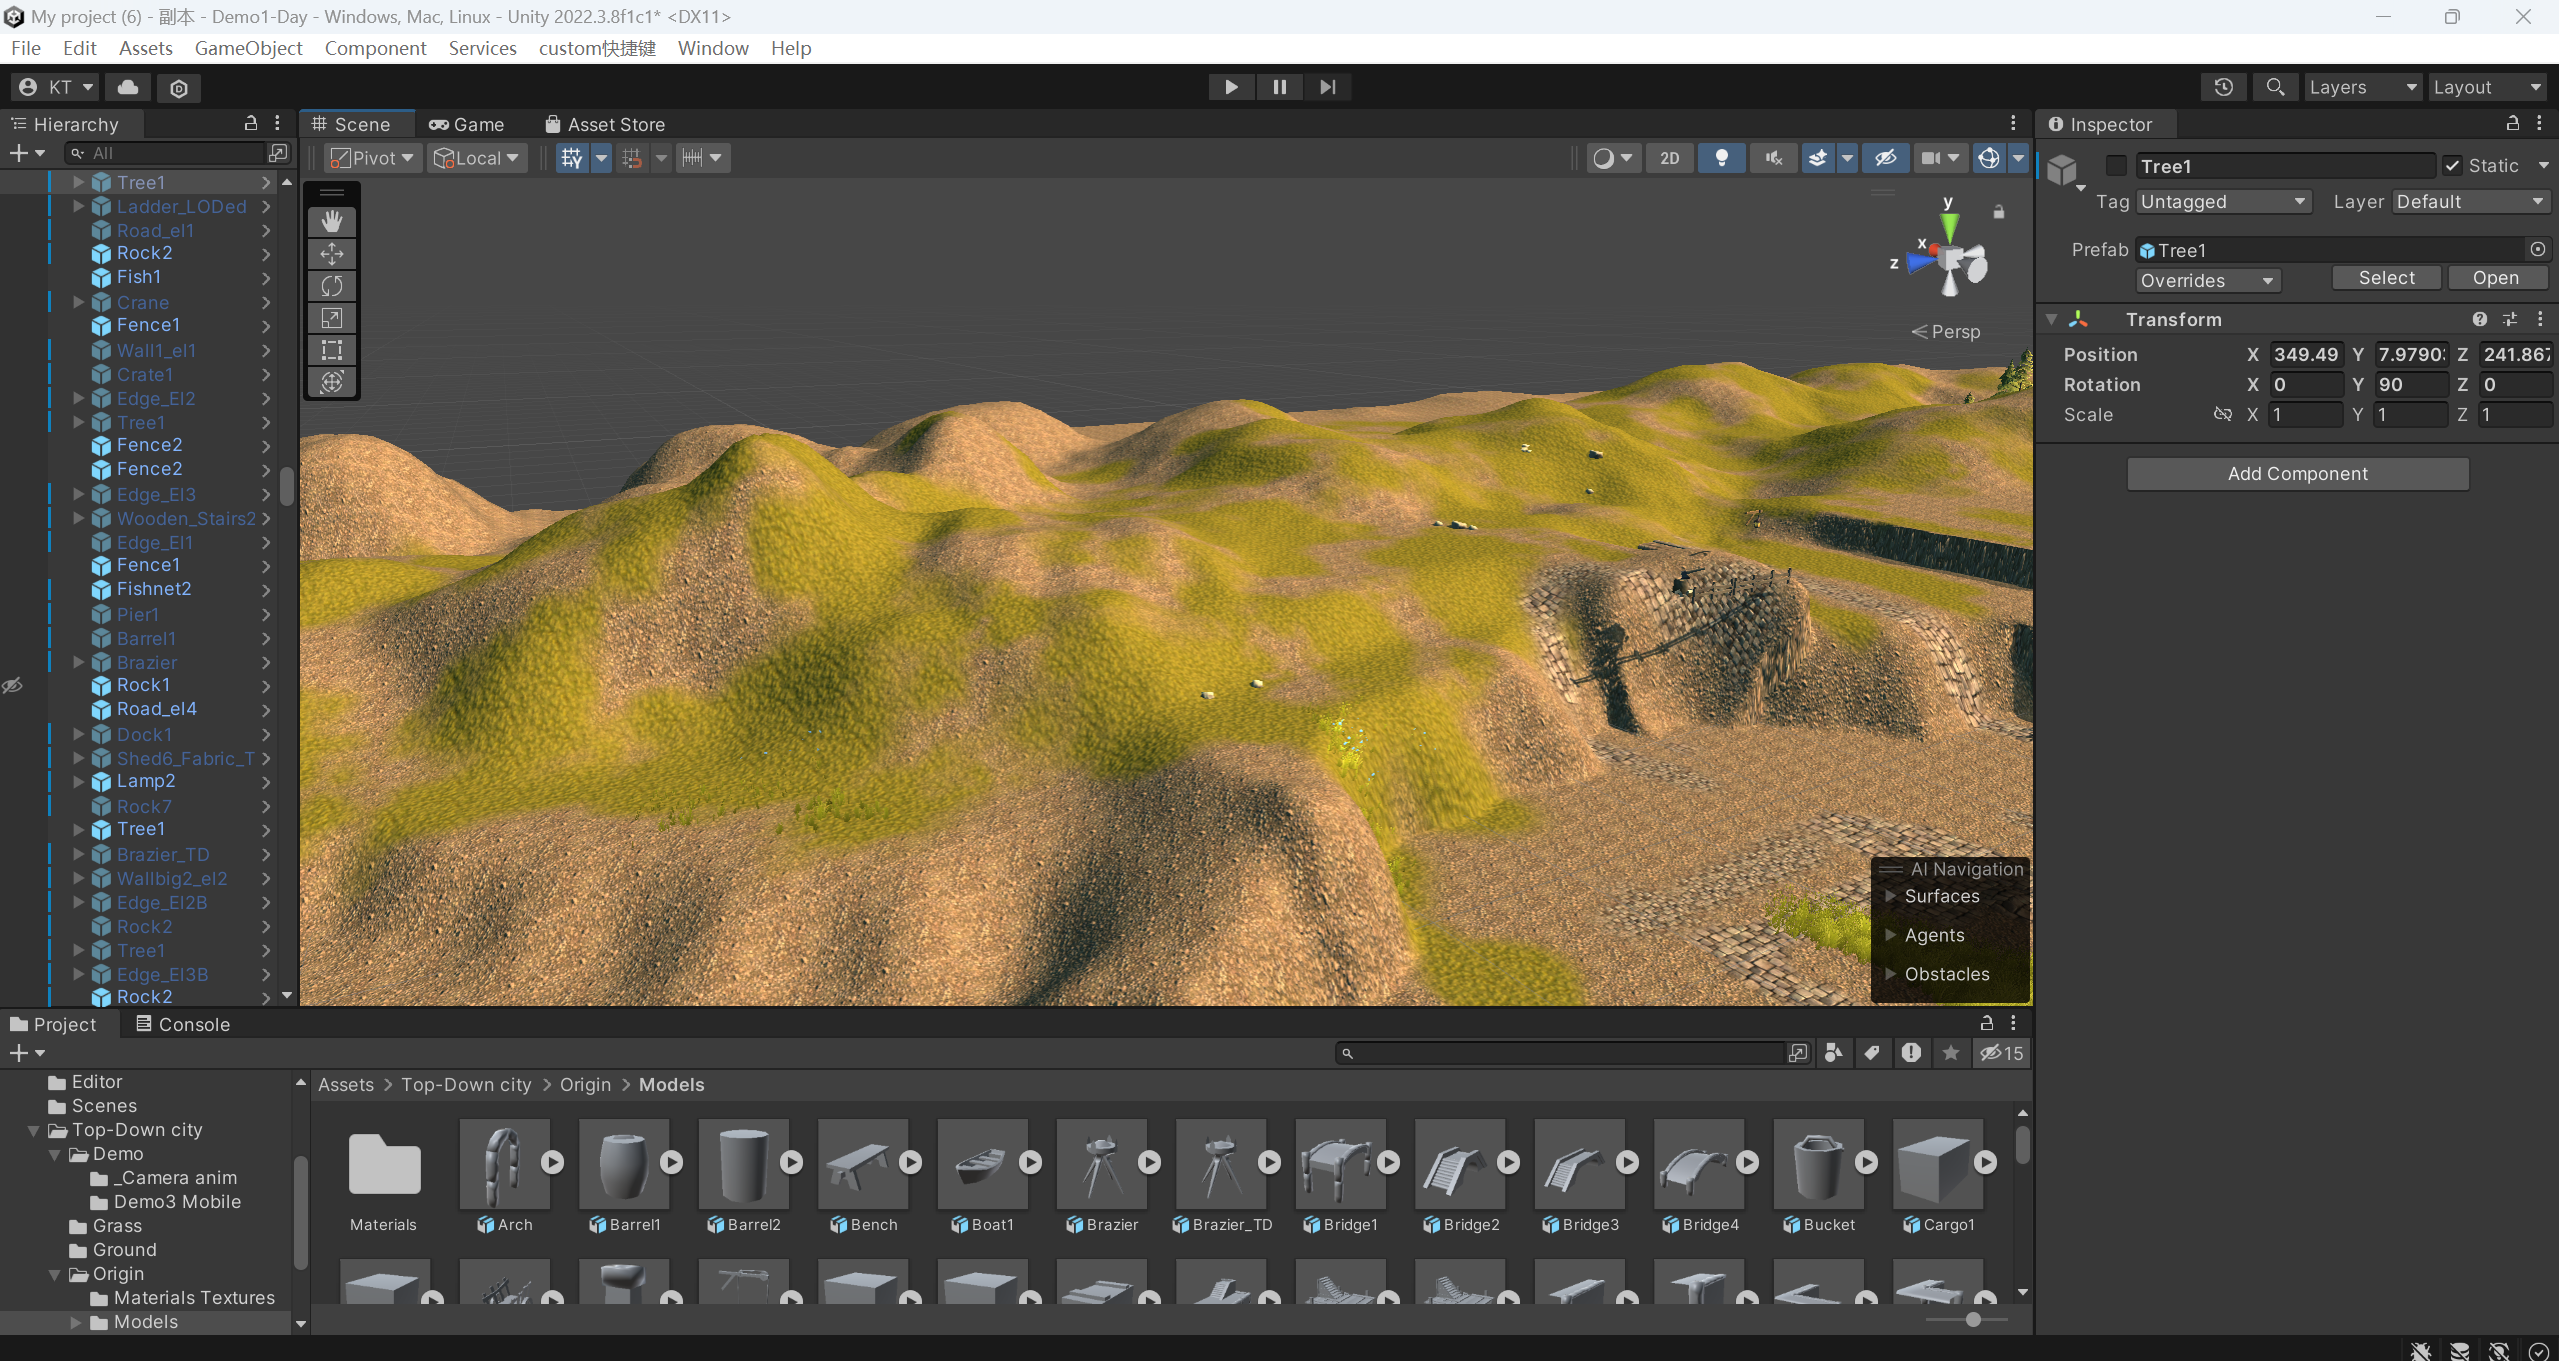 My project (6) - 副本 - Demo1-Day - Windows, Mac, Linux - Unity 2022.3.8f1c1* <DX11>
File Edit Assets GameObject Component Services custom快捷键 Window Help
KT Layers Layout
Hierarchy
All
Tree1
Ladder_LODed
Road_el1
Rock2
Fish1
Crane
Fence1
Wall1_el1
Crate1
Edge_El2
Tree1
Fence2
Fence2
Edge_El3
Wooden_Stairs2
Edge_El1
Fence1
Fishnet2
Pier1
Barrel1
Brazier
Rock1
Road_el4
Dock1
Shed6_Fabric_T
Lamp2
Rock7
Tree1
Brazier_TD
Wallbig2_el2
Edge_El2B
Rock2
Tree1
Edge_El3B
Rock2
Scene Game Asset Store
Pivot Local 2D
y
x
z
Persp
AI Navigation
Surfaces
Agents
Obstacles
Inspector
Tree1 Static
Tag Untagged Layer Default
Prefab Tree1
Overrides Select Open
Transform
Position X 349.49 Y 7.9790 Z 241.867
Rotation X 0 Y 90 Z 0
Scale X 1 Y 1 Z 1
Add Component
Project Console
15
Editor
Scenes
Top-Down city
Demo
_Camera anim
Demo3 Mobile
Grass
Ground
Origin
Materials Textures
Models
Assets > Top-Down city > Origin > Models
Materials Arch Barrel1 Barrel2 Bench Boat1 Brazier Brazier_TD Bridge1 Bridge2 Bridge3 Bridge4 Bucket Cargo1